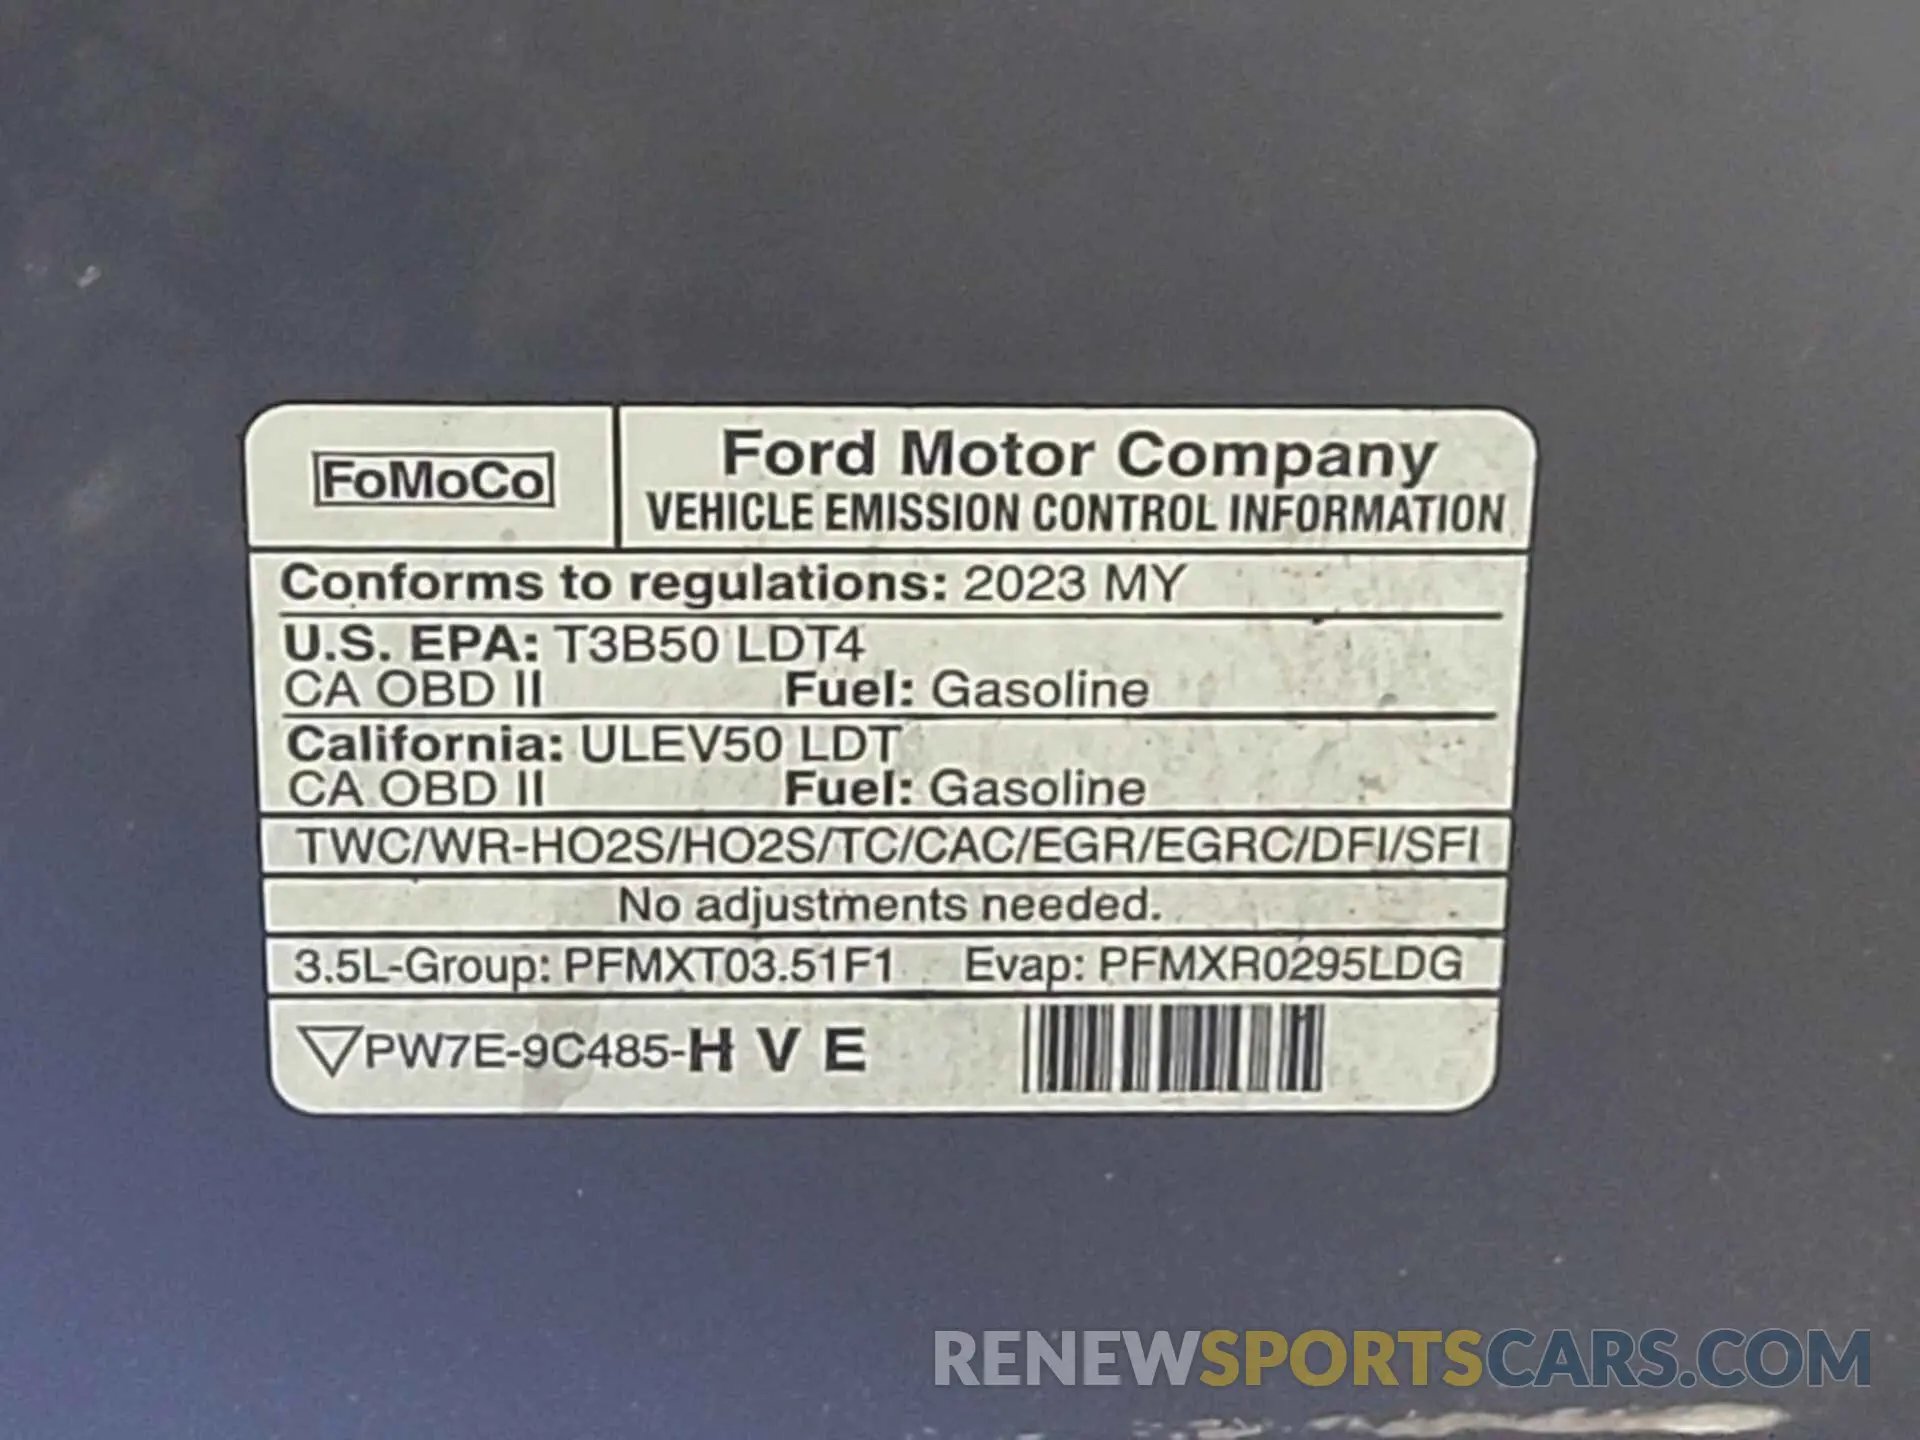 FoMoCo
Ford Motor Company
VEHICLE EMISSION CONTROL INFORMATION
Conforms to regulations: 2023 MY
U.S. EPA: T3B50 LDT4
CA OBD II Fuel: Gasoline
California: ULEV50 LDT
CA OBD II Fuel: Gasoline
TWC/WR-HO2S/HO2S/TC/CAC/EGR/EGRC/DFI/SFI
No adjustments needed.
3.5L-Group: PFMXT03.51F1 Evap: PFMXR0295LDG
PW7E-9C485-H V E
RENEWSPORTSCARS.COM